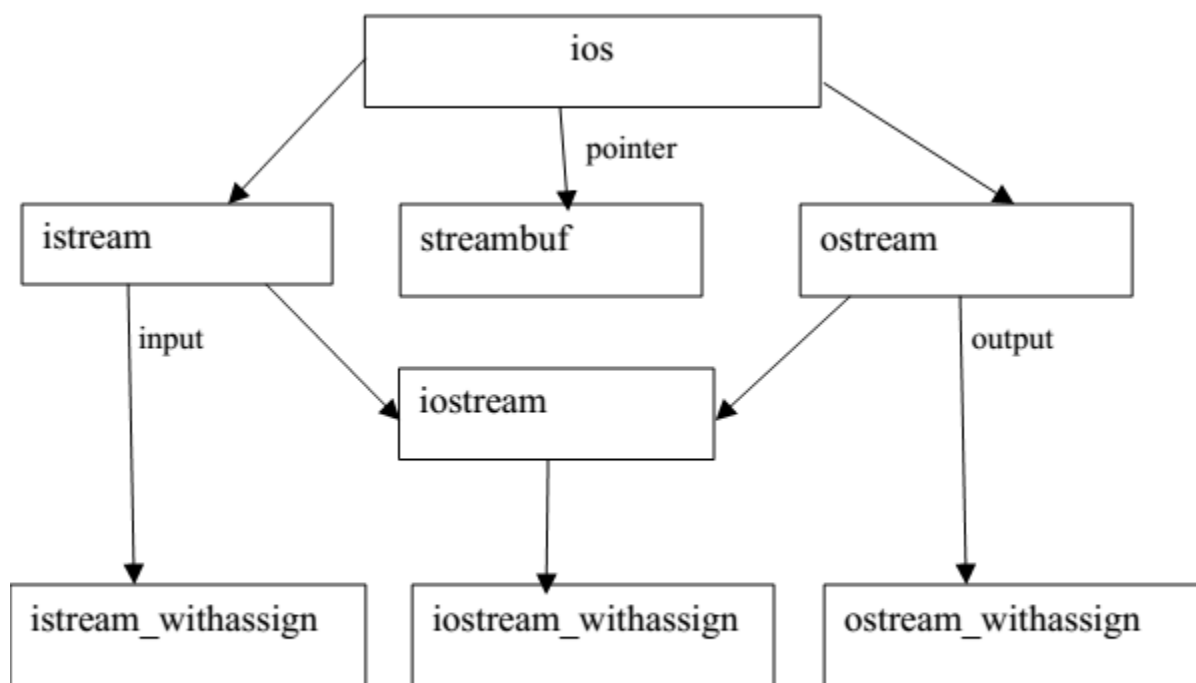 ios
pointer
istream
streambuf
ostream
input
output
iostream
istream_withassign
iostream_withassign
ostream_withassign